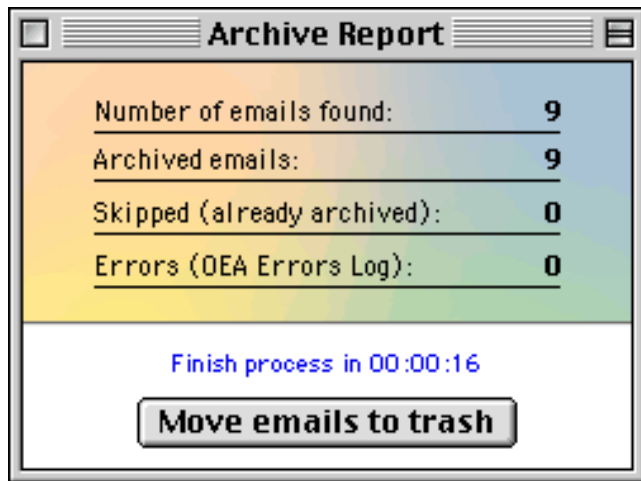 Archive Report
Number of emails found: 9
Archived emails: 9
Skipped (already archived): 0
Errors (OEA Errors Log): 0
Finish process in 00:00:16
Move emails to trash